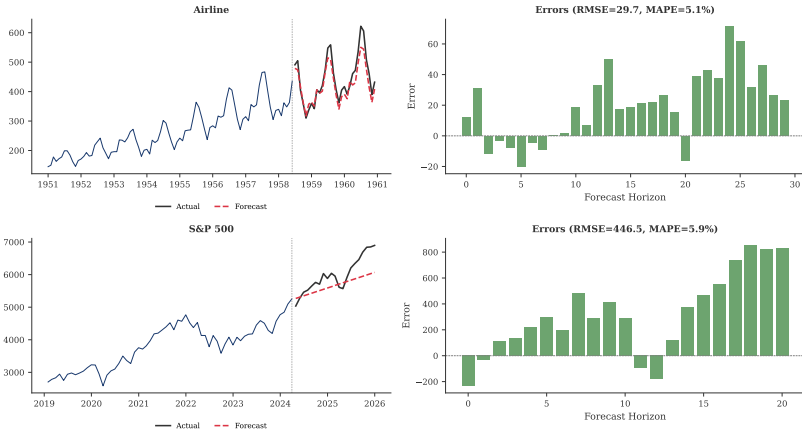 Airline
600
500
400
300
200
1951 1952 1953 1954 1955 1956 1957 1958 1959 1960 1961
Actual Forecast
Errors (RMSE=29.7, MAPE=5.1%)
Error
60
40
20
0
−20
0 5 10 15 20 25 30
Forecast Horizon
S&P 500
7000
6000
5000
4000
3000
2019 2020 2021 2022 2023 2024 2025 2026
Actual Forecast
Errors (RMSE=446.5, MAPE=5.9%)
Error
800
600
400
200
0
−200
0 5 10 15 20
Forecast Horizon